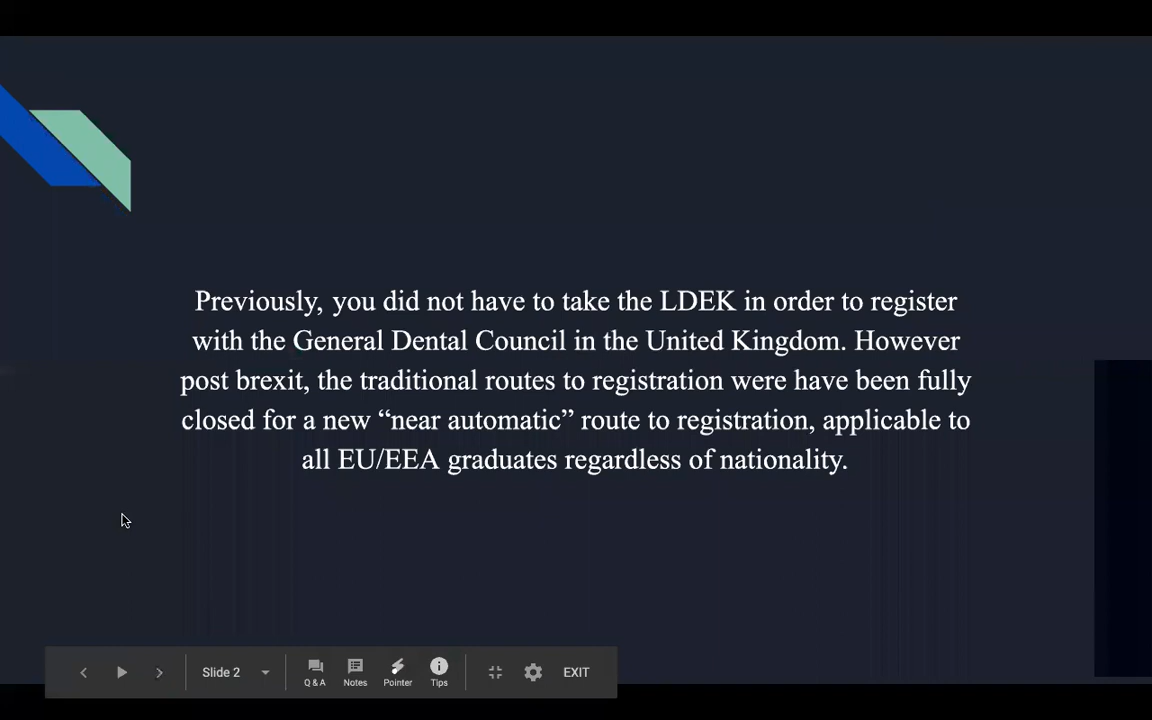 Previously, you did not have to take the LDEK in order to register
with the General Dental Council in the United Kingdom. However
post brexit, the traditional routes to registration were have been fully
closed for a new “near automatic” route to registration, applicable to
all EU/EEA graduates regardless of nationality.
Slide 2
Q & A
Notes
Pointer
Tips
EXIT